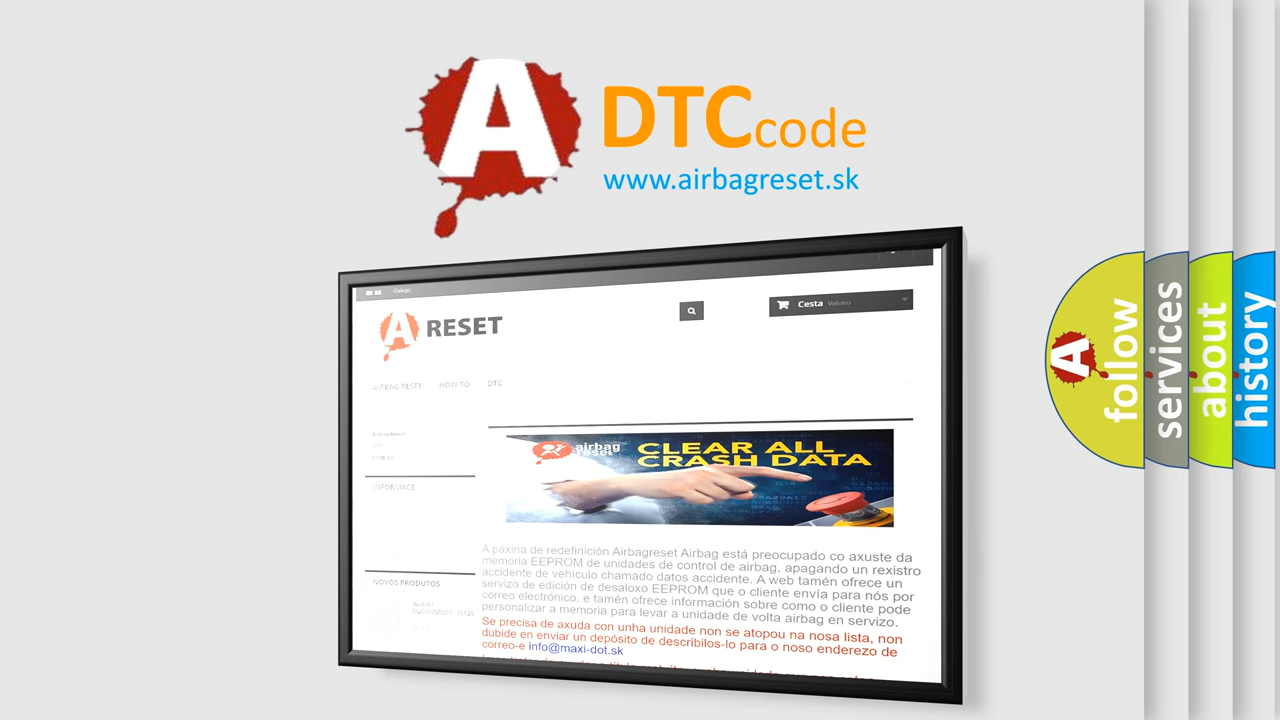 A
DTCcode
www.airbagreset.sk
Galego
A RESET
Cesta Valeiro
AIRBAG RESET HOW TO DTC
INFORMACE
NOVOS PRODUTOS
airbag
reset
CLEAR ALL
CRASH DATA
A páxina de redefinición Airbagreset Airbag está preocupado co axuste da
memoria EEPROM de unidades de control de airbag, apagando un rexistro
accidente de vehículo chamado datos accidente. A web tamén ofrece un
servizo de edición de desaloxo EEPROM que o cliente envía para nós por
correo electrónico, e tamén ofrece información sobre como o cliente pode
personalizar a memoria para levar a unidade de volta airbag en servizo.
Se precisa de axuda con unha unidade non se atopou na nosa lista, non
dubide en enviar un depósito de describilos-lo para o noso enderezo de
correo-e info@maxi-dot.sk
A
follow
services
about
history